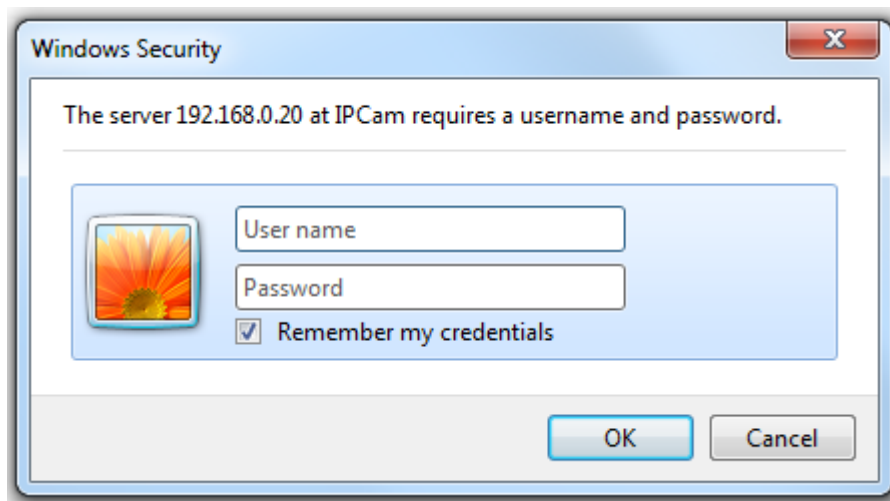 Windows Security
The server 192.168.0.20 at IPCam requires a username and password.
User name
Password
Remember my credentials
OK
Cancel